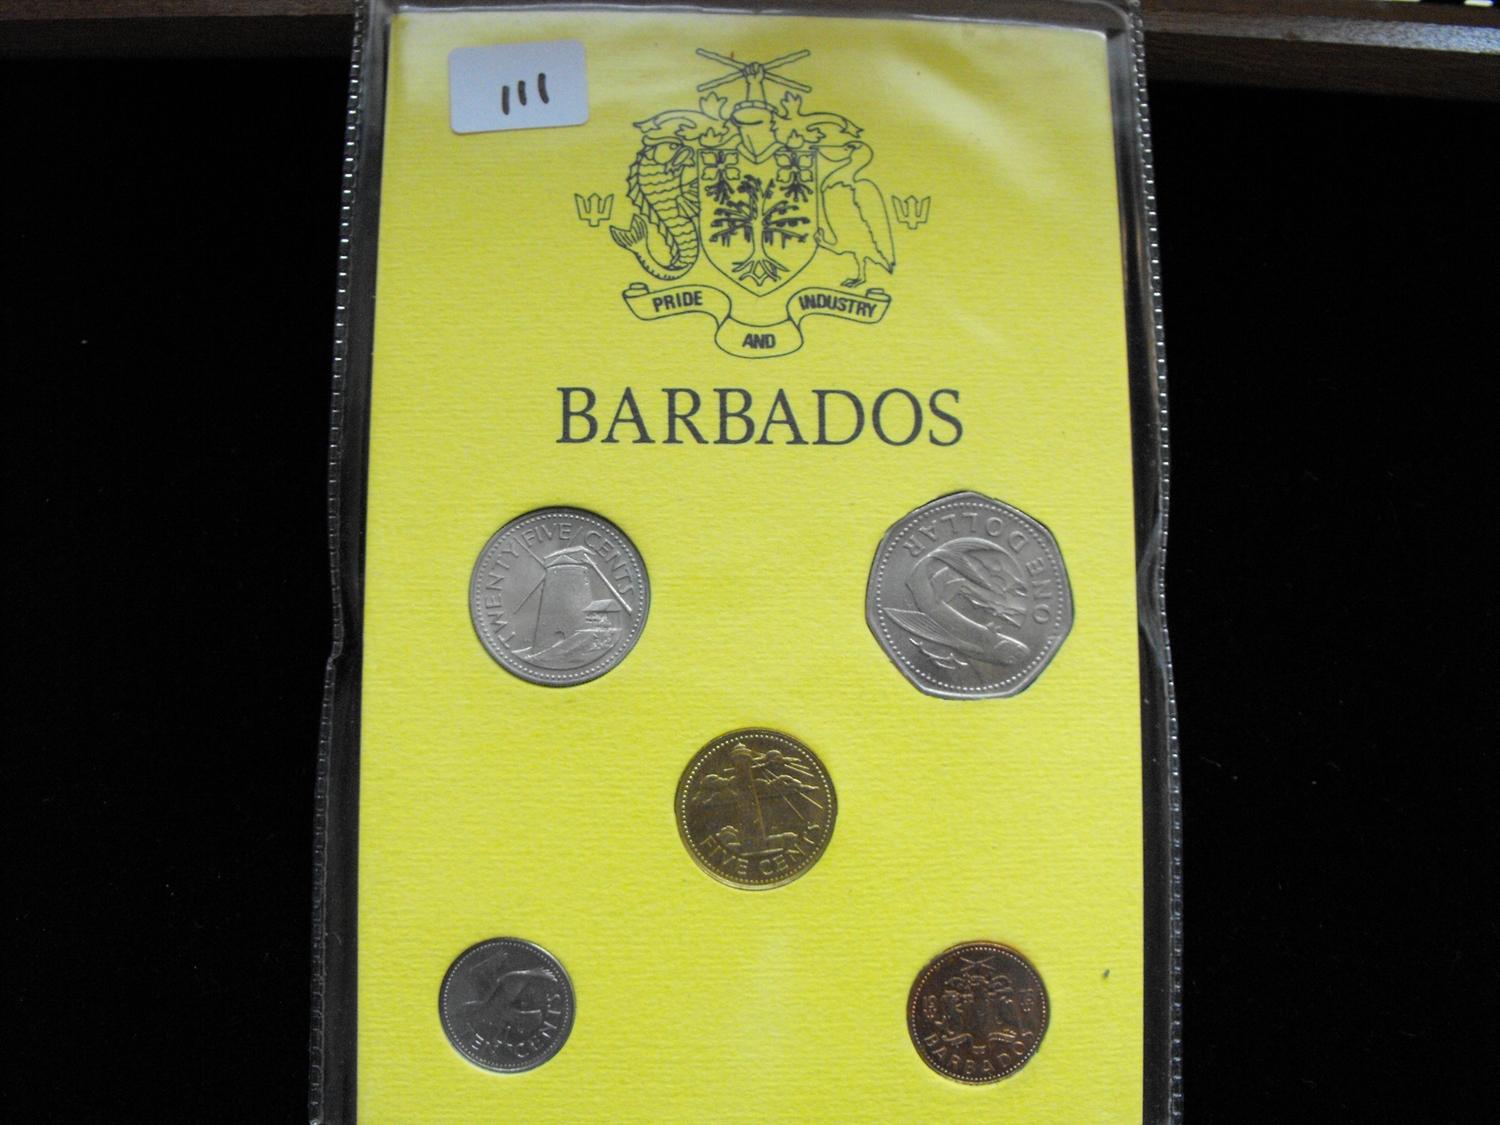 111
PRIDE AND INDUSTRY
BARBADOS
TWENTY FIVE CENTS
ONE DOLLAR
FIVE CENTS
TEN CENTS
BARBADOS